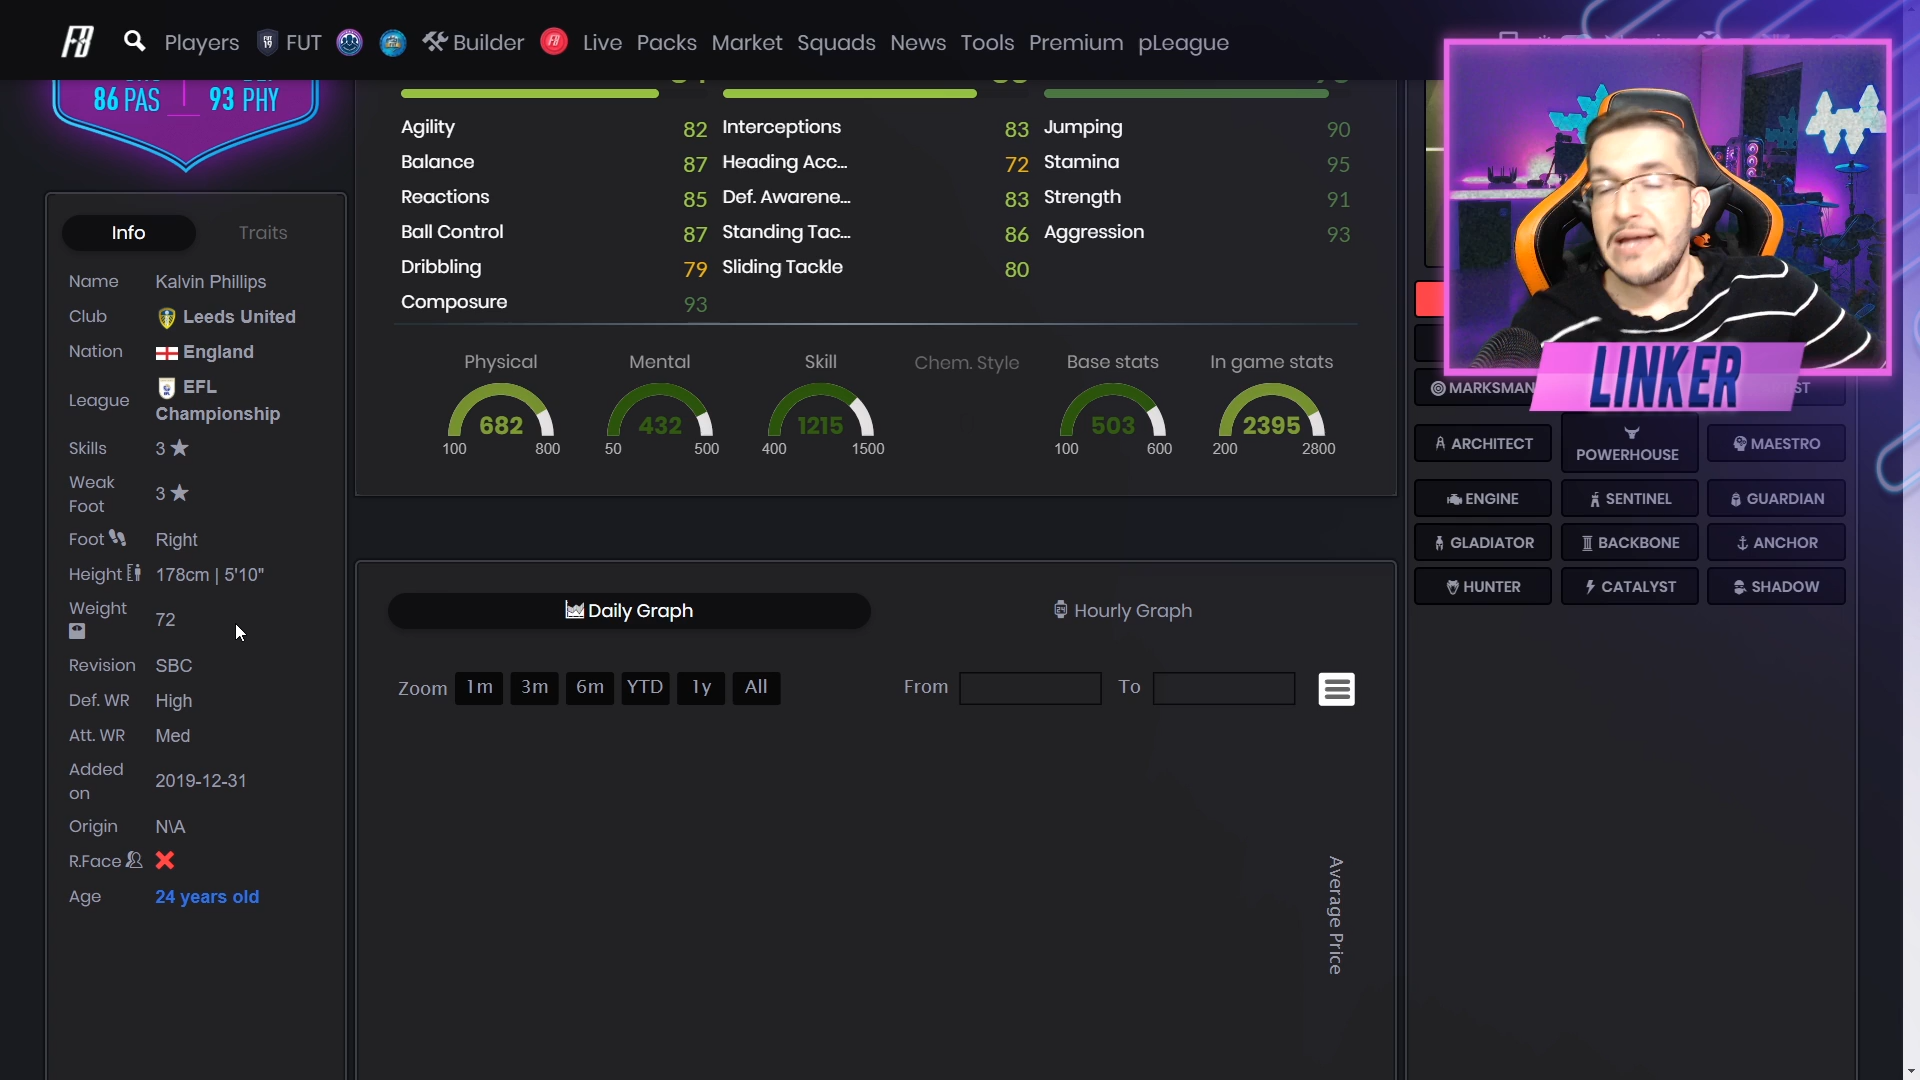 Players FUT Builder Live Packs Market Squads News Tools Premium pLeague
86 PAS 93 PHY
Agility 82 Interceptions 83 Jumping 90
Balance 87 Heading Acc... 72 Stamina 95
Reactions 85 Def. Awarene... 83 Strength 91
Ball Control 87 Standing Tac... 86 Aggression 93
Dribbling 79 Sliding Tackle 80
Composure 93
Info Traits
Name Kalvin Phillips
Club Leeds United
Nation England
League EFL
Championship
Skills 3
Weak
Foot 3
Foot Right
Height 178cm | 5'10"
Weight 72
Revision SBC
Def. WR High
Att. WR Med
Added
on 2019-12-31
Origin N\A
R.Face
Age 24 years old
Physical Mental Skill Chem. Style Base stats In game stats
682 432 1215 503 2395
100 800 50 500 400 1500 100 600 200 2800
Daily Graph Hourly Graph
Zoom 1m 3m 6m YTD 1y All From To
Average Price
LINKER
MARKSMAN
ARCHITECT POWERHOUSE MAESTRO
ENGINE SENTINEL GUARDIAN
GLADIATOR BACKBONE ANCHOR
HUNTER CATALYST SHADOW